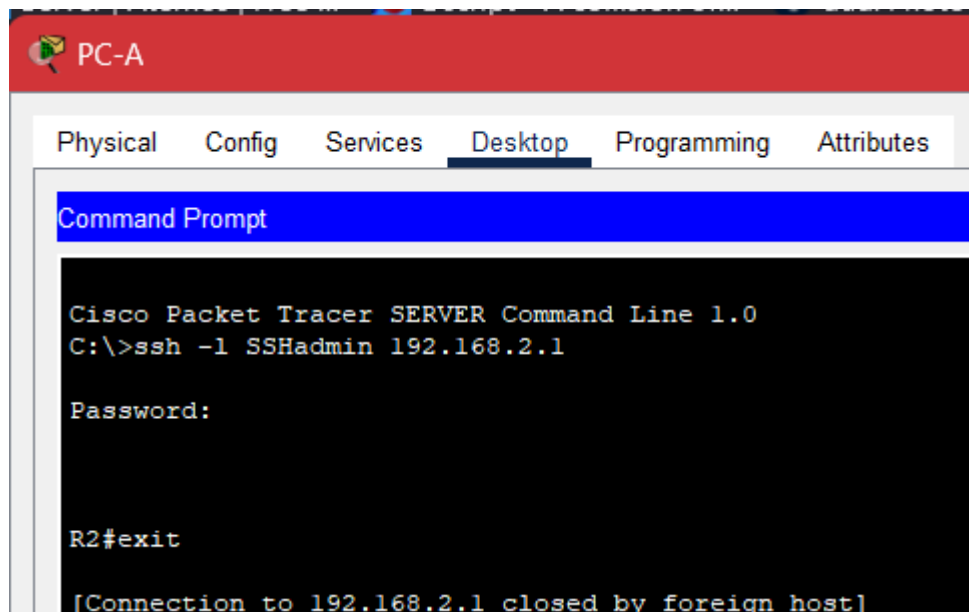 PC-A
Physical Config Services Desktop Programming Attributes
Command Prompt
Cisco Packet Tracer SERVER Command Line 1.0
C:\>ssh -l SSHadmin 192.168.2.1
Password:
R2#exit
[Connection to 192.168.2.1 closed by foreign host]